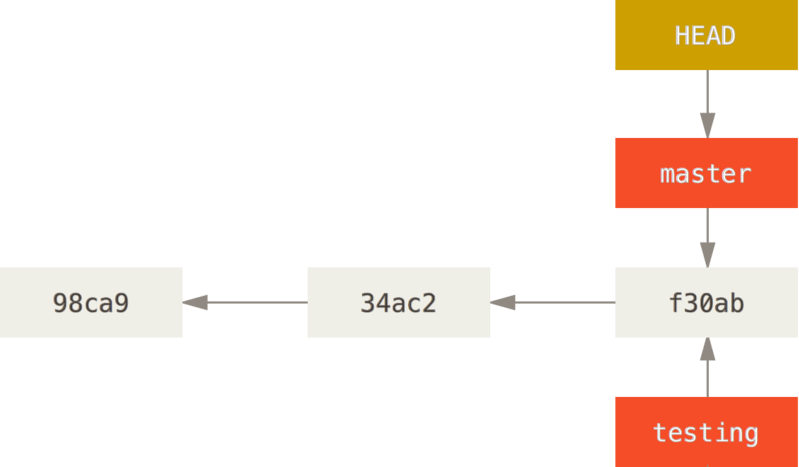 HEAD
master
98ca9
34ac2
f30ab
testing